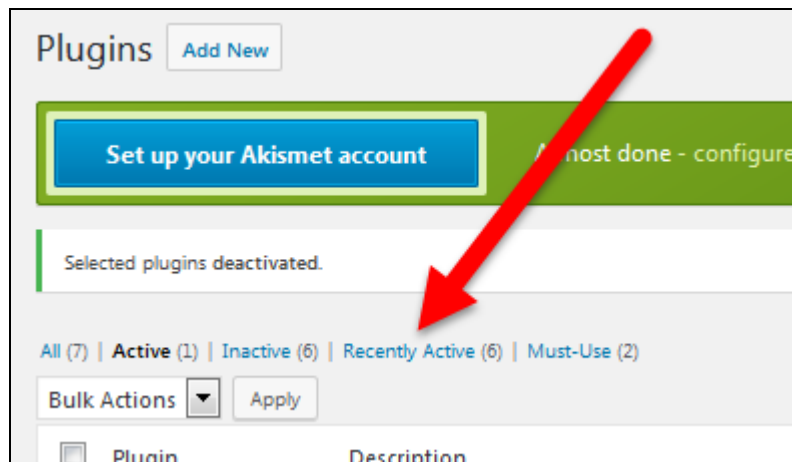 Plugins Add New
Set up your Akismet account
Almost done - configure
Selected plugins deactivated.
All (7) | Active (1) | Inactive (6) | Recently Active (6) | Must-Use (2)
Bulk Actions Apply
Plugin Description